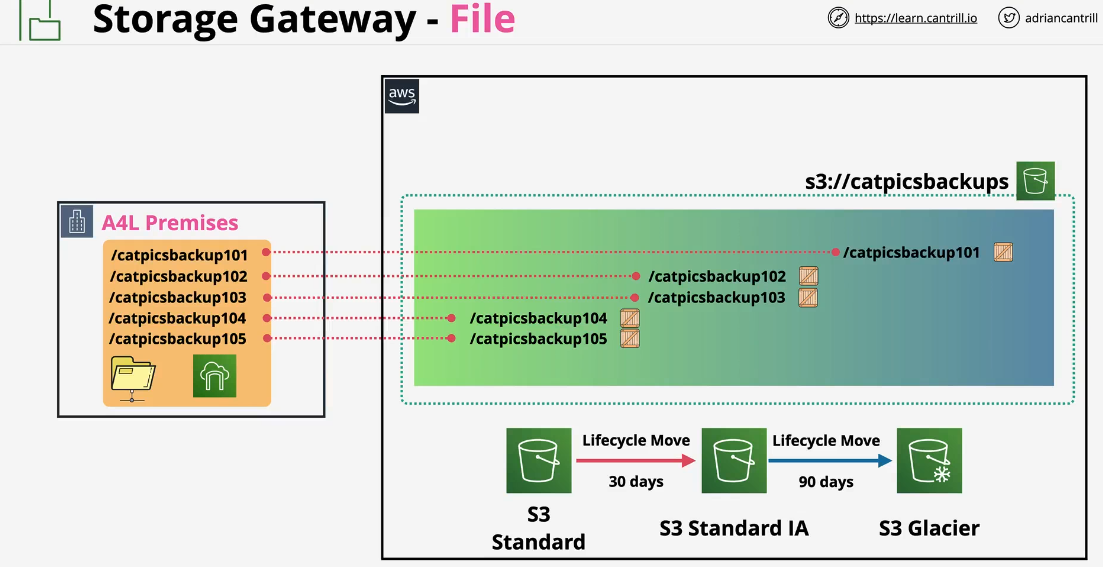 Storage Gateway - File
https://learn.cantrill.io
adriancantrill
aws
s3://catpicsbackups
A4L Premises
/catpicsbackup101
/catpicsbackup102
/catpicsbackup103
/catpicsbackup104
/catpicsbackup105
/catpicsbackup101
/catpicsbackup102
/catpicsbackup103
/catpicsbackup104
/catpicsbackup105
Lifecycle Move
30 days
Lifecycle Move
90 days
S3
Standard
S3 Standard IA
S3 Glacier